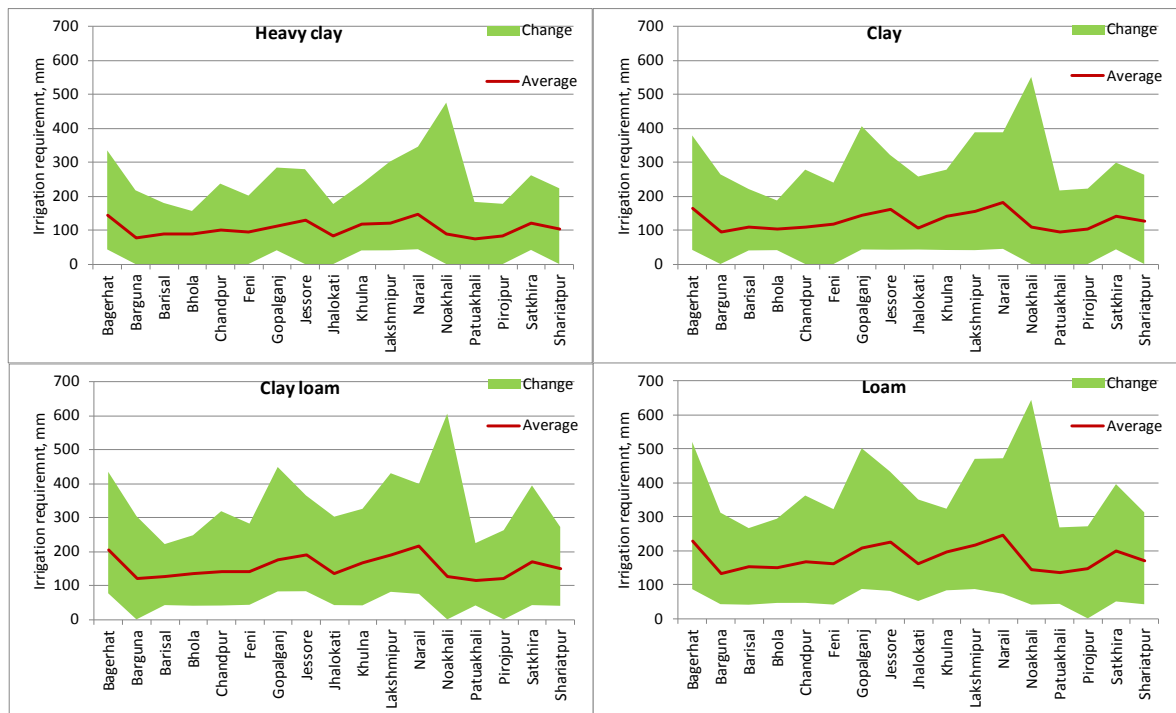 Heavy clay
Change
Average
Irrigation requiremnt, mm
700
600
500
400
300
200
100
0
Bagerhat
Barguna
Barisal
Bhola
Chandpur
Feni
Gopalganj
Jessore
Jhalokati
Khulna
Lakshmipur
Narail
Noakhali
Patuakhali
Pirojpur
Satkhira
Shariatpur
Clay
Change
Average
Irrigation requiremnt, mm
700
600
500
400
300
200
100
0
Bagerhat
Barguna
Barisal
Bhola
Chandpur
Feni
Gopalganj
Jessore
Jhalokati
Khulna
Lakshmipur
Narail
Noakhali
Patuakhali
Pirojpur
Satkhira
Shariatpur
Clay loam
Change
Average
Irrigation requiremnt, mm
700
600
500
400
300
200
100
0
Bagerhat
Barguna
Barisal
Bhola
Chandpur
Feni
Gopalganj
Jessore
Jhalokati
Khulna
Lakshmipur
Narail
Noakhali
Patuakhali
Pirojpur
Satkhira
Shariatpur
Loam
Change
Average
Irrigation requiremnt, mm
700
600
500
400
300
200
100
0
Bagerhat
Barguna
Barisal
Bhola
Chandpur
Feni
Gopalganj
Jessore
Jhalokati
Khulna
Lakshmipur
Narail
Noakhali
Patuakhali
Pirojpur
Satkhira
Shariatpur